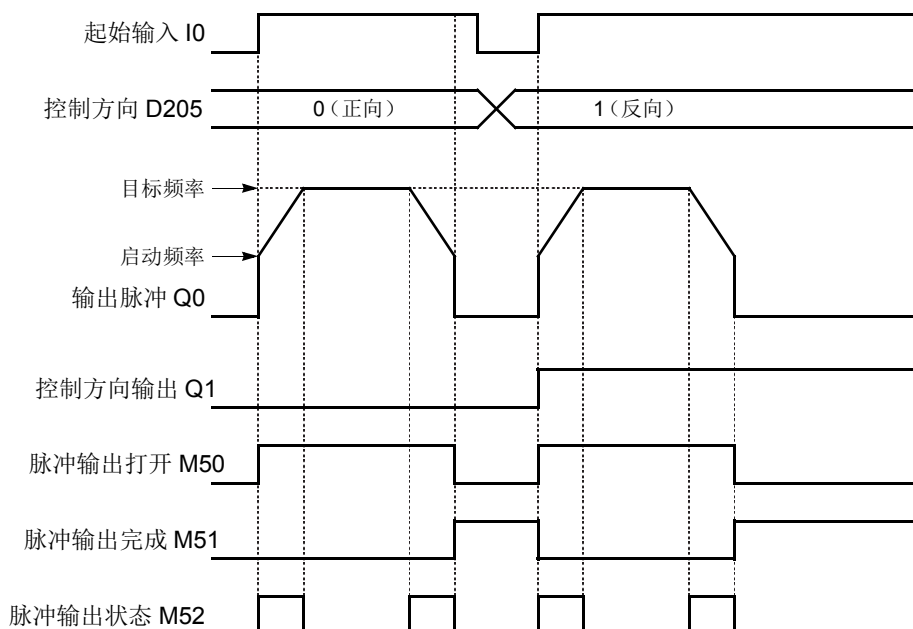 起始输入 I0
控制方向 D205
0（正向）
1（反向）
目标频率
启动频率
输出脉冲 Q0
控制方向输出 Q1
脉冲输出打开 M50
脉冲输出完成 M51
脉冲输出状态 M52